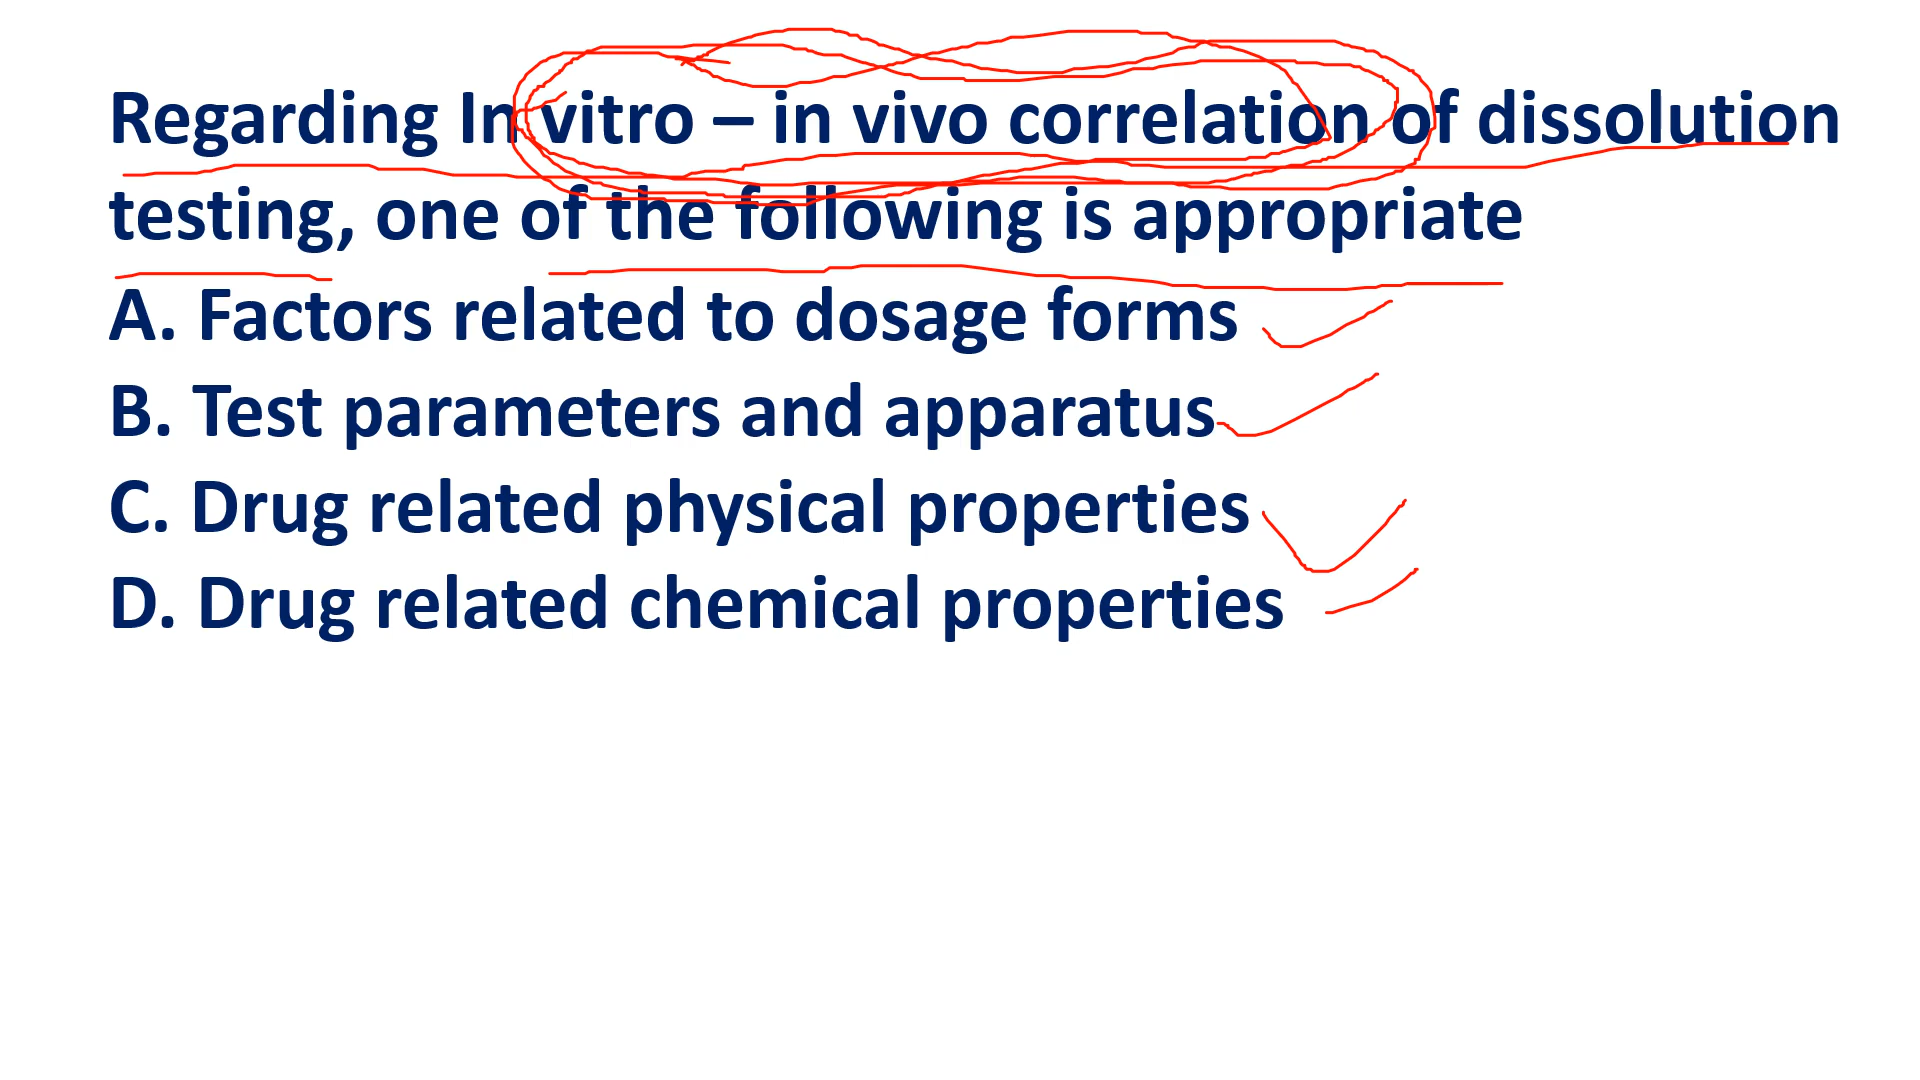 Regarding In vitro – in vivo correlation of dissolution
testing, one of the following is appropriate
A. Factors related to dosage forms
B. Test parameters and apparatus
C. Drug related physical properties
D. Drug related chemical properties